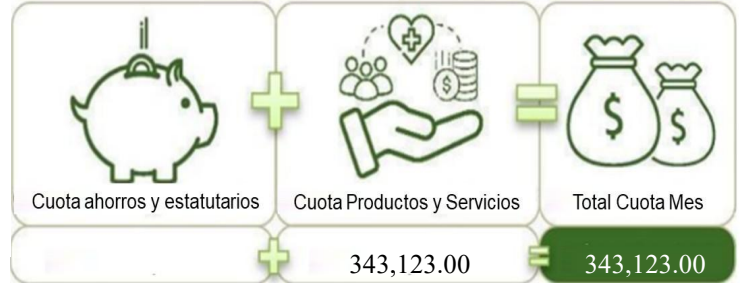 Cuota ahorros y estatutarios
Cuota Productos y Servicios
Total Cuota Mes
343,123.00
343,123.00